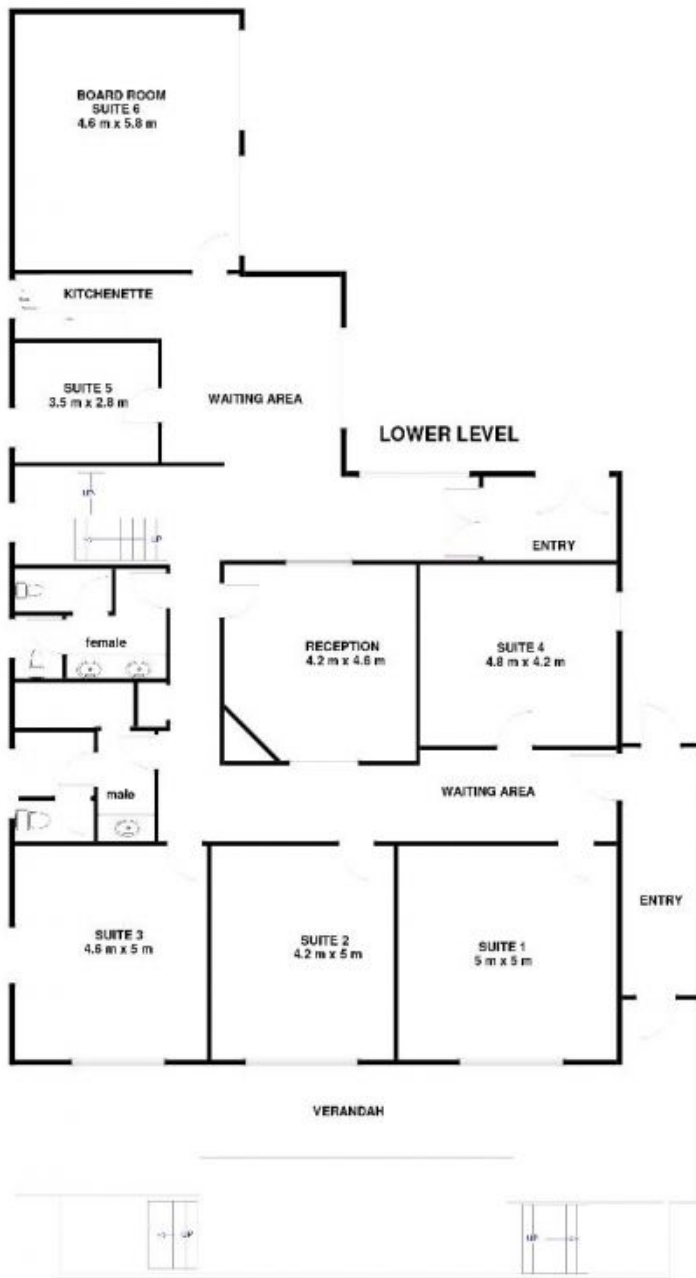 BOARD ROOM
SUITE 6
4.6 m x 5.8 m
KITCHENETTE
SUITE 5
3.5 m x 2.8 m
WAITING AREA
LOWER LEVEL
UP
UP
ENTRY
female
RECEPTION
4.2 m x 4.6 m
SUITE 4
4.8 m x 4.2 m
male
WAITING AREA
SUITE 3
4.6 m x 5 m
SUITE 2
4.2 m x 5 m
SUITE 1
5 m x 5 m
ENTRY
VERANDAH
UP
UP